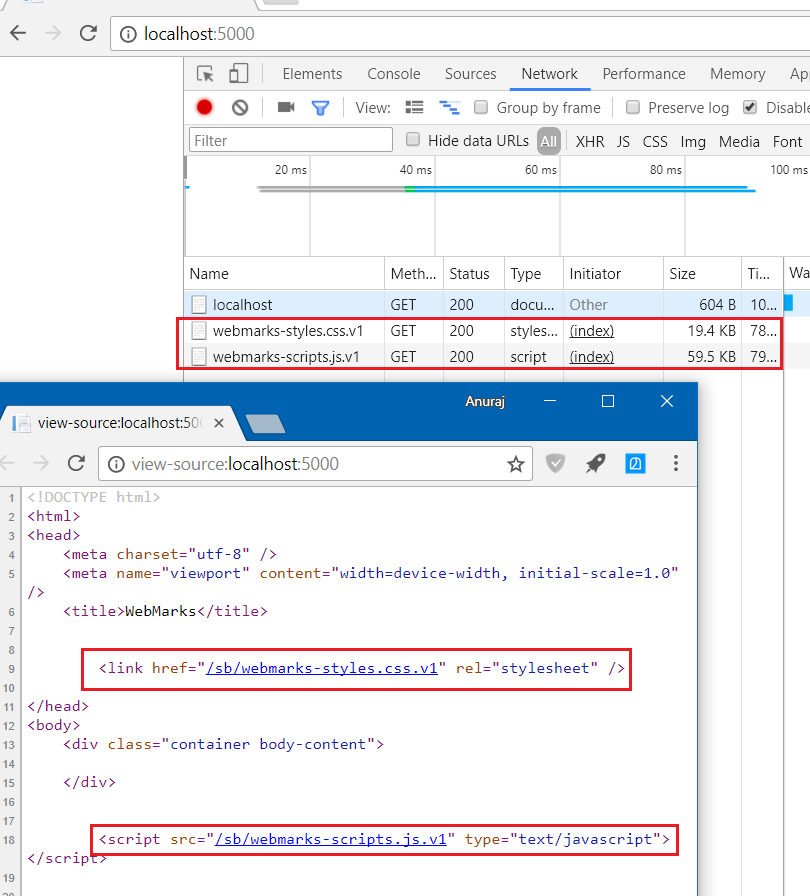 localhost:5000
Elements Console Sources Network Performance Memory Ap
View: Group by frame Preserve log Disable
Filter Hide data URLs All XHR JS CSS Img Media Font
20 ms 40 ms 60 ms 80 ms 100 ms
Name Meth... Status Type Initiator Size Ti... Wa
localhost GET 200 docu... Other 604 B 10...
webmarks-styles.css.v1 GET 200 styles... (index) 19.4 KB 78...
webmarks-scripts.js.v1 GET 200 script (index) 59.5 KB 79...
Anuraj
view-source:localhost:500
view-source:localhost:5000
1 <!DOCTYPE html>
2 <html>
3 <head>
4 <meta charset="utf-8" />
5 <meta name="viewport" content="width=device-width, initial-scale=1.0"
/>
6 <title>WebMarks</title>
7
8
9 <link href="/sb/webmarks-styles.css.v1" rel="stylesheet" />
10
11 </head>
12 <body>
13 <div class="container body-content">
14
15 </div>
16
17
18 <script src="/sb/webmarks-scripts.js.v1" type="text/javascript">
</script>
19